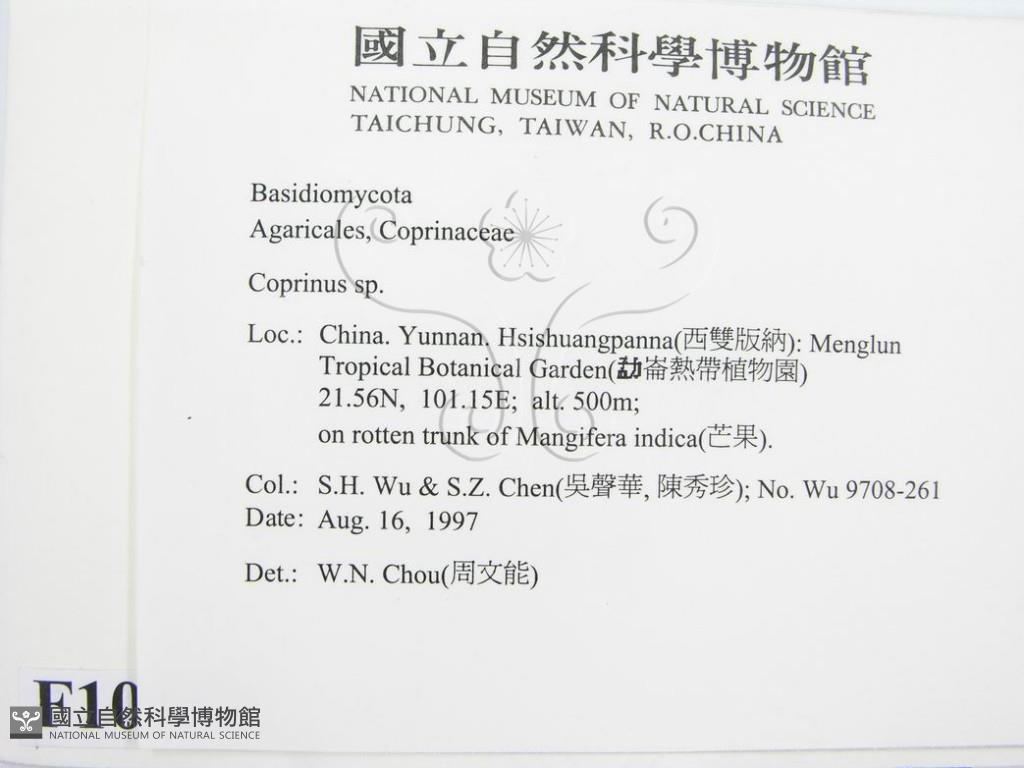 國立自然科學博物館
NATIONAL MUSEUM OF NATURAL SCIENCE
TAICHUNG, TAIWAN, R.O.CHINA
Basidiomycota
Agaricales, Coprinaceae
Coprinus sp.
Loc.: China. Yunnan. Hsishuangpanna(西雙版納): Menglun
Tropical Botanical Garden(勐崙熱帶植物園)
21.56N, 101.15E; alt. 500m;
on rotten trunk of Mangifera indica(芒果).
Col.: S.H. Wu & S.Z. Chen(吳聲華, 陳秀珍); No. Wu 9708-261
Date: Aug. 16, 1997
Det.: W.N. Chou(周文能)
F10
國立自然科學博物館
NATIONAL MUSEUM OF NATURAL SCIENCE